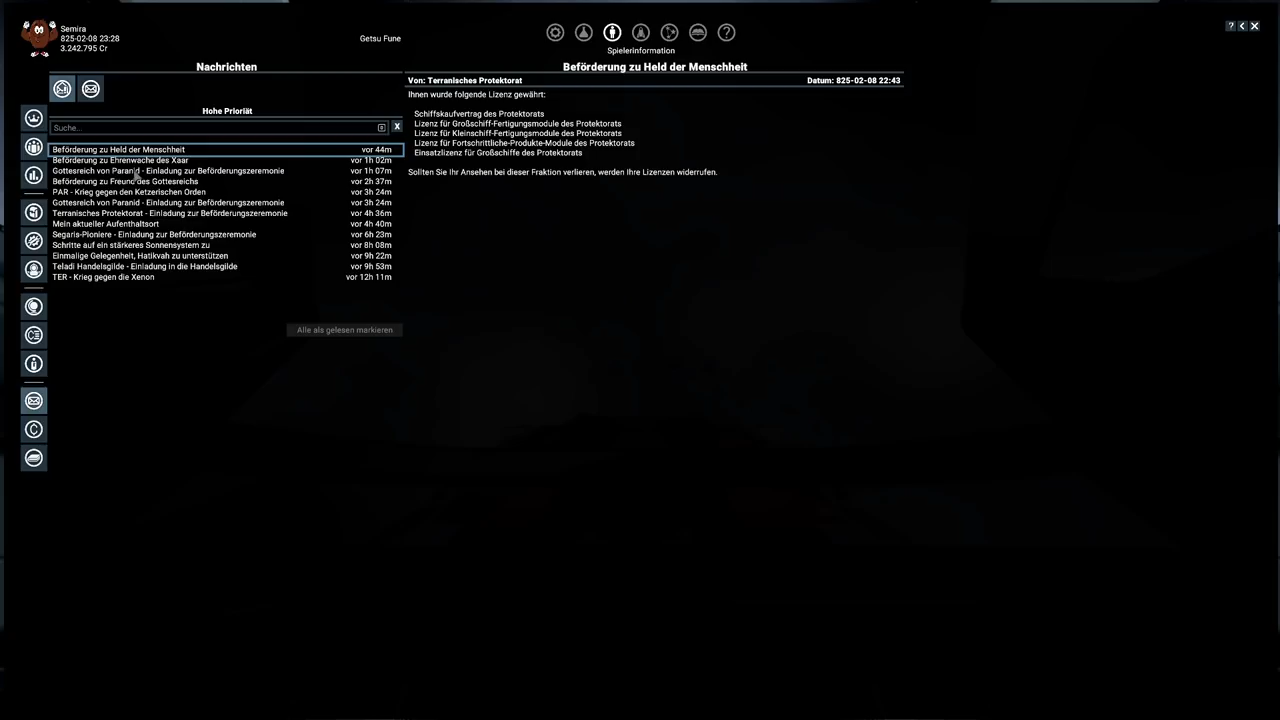 Semira
825-02-08 23:28
3.242.795 Cr
Getsu Fune
Spielerinformation
Nachrichten
Hohe Prioriät
Suche...
X
Beförderung zu Held der Menschheit vor 44m
Beförderung zu Ehrenwache des Xaar vor 1h 02m
Gottesreich von Paranid - Einladung zur Beförderungszeremonie vor 1h 07m
Beförderung zu Freund des Gottesreichs vor 2h 37m
PAR - Krieg gegen den Ketzerischen Orden vor 3h 24m
Gottesreich von Paranid - Einladung zur Beförderungszeremonie vor 3h 24m
Terranisches Protektorat - Einladung zur Beförderungszeremonie vor 4h 36m
Mein aktueller Aufenthaltsort vor 4h 40m
Segaris-Pioniere - Einladung zur Beförderungszeremonie vor 6h 23m
Schritte auf ein stärkeres Sonnensystem zu vor 8h 08m
Einmalige Gelegenheit, Hatikvah zu unterstützen vor 9h 22m
Teladi Handelsgilde - Einladung in die Handelsgilde vor 9h 53m
TER - Krieg gegen die Xenon vor 12h 11m
Alle als gelesen markieren
Beförderung zu Held der Menschheit
Von: Terranisches Protektorat Datum: 825-02-08 22:43
Ihnen wurde folgende Lizenz gewährt:
Schiffskaufvertrag des Protektorats
Lizenz für Großschiff-Fertigungsmodule des Protektorats
Lizenz für Kleinschiff-Fertigungsmodule des Protektorats
Lizenz für Fortschrittliche-Produkte-Module des Protektorats
Einsatzlizenz für Großschiffe des Protektorats
Sollten Sie Ihr Ansehen bei dieser Fraktion verlieren, werden Ihre Lizenzen widerrufen.